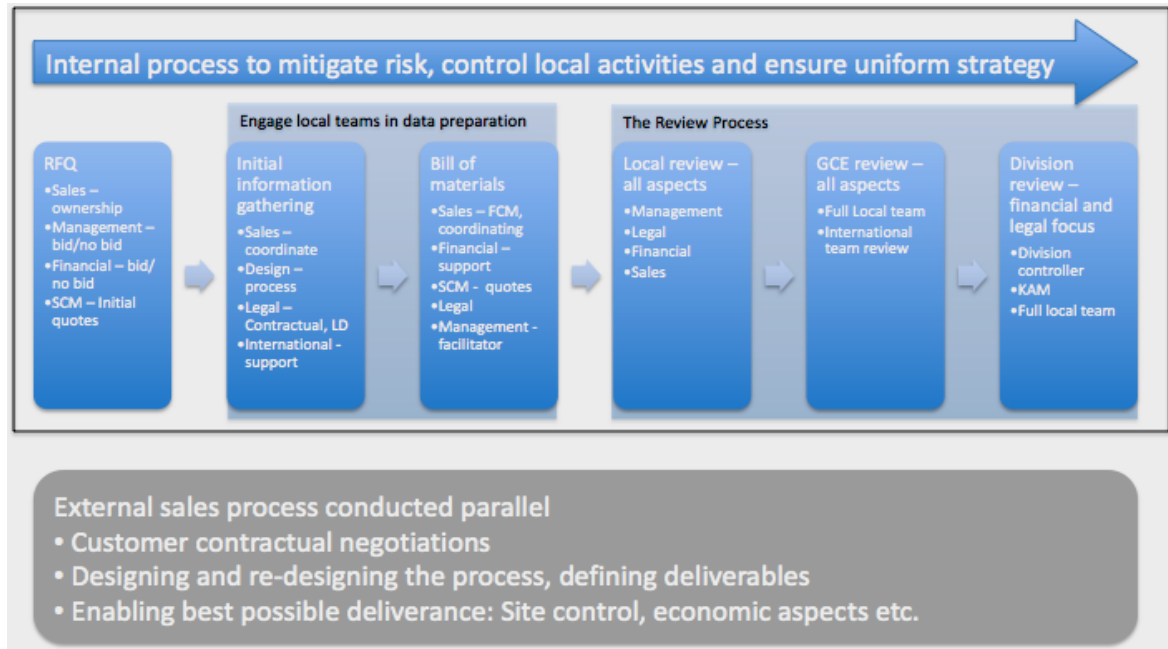 Internal process to mitigate risk, control local activities and ensure uniform strategy
Engage local teams in data preparation
The Review Process
RFQ
•Sales –
ownership
•Management –
bid/no bid
•Financial – bid/
no bid
•SCM – Initial
quotes
Initial
information
gathering
•Sales –
coordinate
•Design –
process
•Legal –
Contractual, LD
•International -
support
Bill of
materials
•Sales – FCM,
coordinating
•Financial –
support
•SCM - quotes
•Legal
•Management -
facilitator
Local review –
all aspects
•Management
•Legal
•Financial
•Sales
GCE review –
all aspects
•Full Local team
•International
team review
Division
review –
financial and
legal focus
•Division
controller
•KAM
•Full local team
External sales process conducted parallel
• Customer contractual negotiations
• Designing and re-designing the process, defining deliverables
• Enabling best possible deliverance: Site control, economic aspects etc.